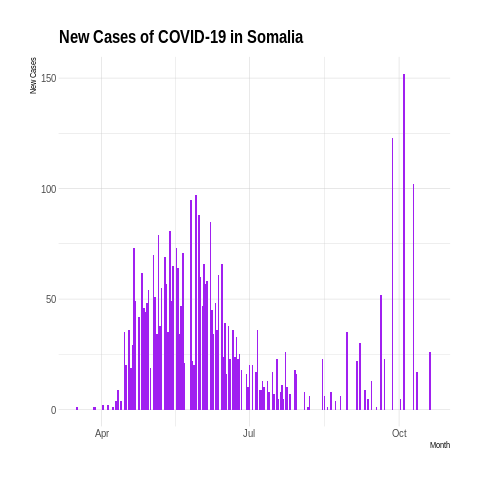 New Cases of COVID-19 in Somalia
New Cases
150
100
50
0
Apr
Jul
Oct
Month